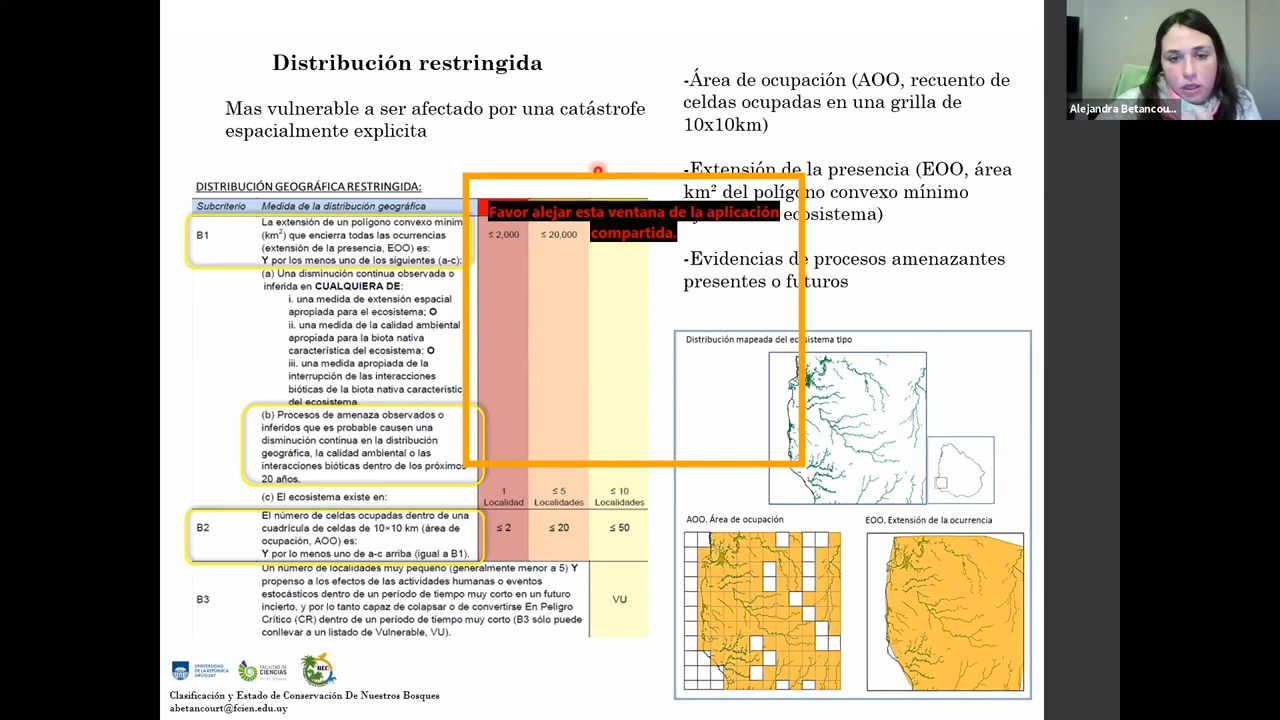 Distribución restringida
Mas vulnerable a ser afectado por una catástrofe
espacialmente explicita
-Área de ocupación (AOO, recuento de
celdas ocupadas en una grilla de
10x10km)
-Extensión de la presencia (EOO, área
km² del polígono convexo mínimo
ecosistema)
-Evidencias de procesos amenazantes
presentes o futuros
Alejandra Betancou...
Favor alejar esta ventana de la aplicación
compartida.
DISTRIBUCIÓN GEOGRÁFICA RESTRINGIDA:
Subcriterio Medida de la distribución geográfica
B1
La extensión de un polígono convexo mínim
(km²) que encierra todas las ocurrencias
(extensión de la presencia, EOO) es:
Y por los menos uno de los siguientes (a-c):
≤ 2,000 ≤ 20,000
(a) Una disminución continua observada o
inferida en CUALQUIERA DE:
i. una medida de extensión espacial
apropiada para el ecosistema; O
ii. una medida de la calidad ambiental
apropiada para la biota nativa
característica del ecosistema; O
iii. una medida apropiada de la
interrupción de las interacciones
bióticas de la biota nativa característic
del ecosistema.
(b) Procesos de amenaza observados o
inferidos que es probable causen una
disminución continua en la distribución
geográfica, la calidad ambiental o las
interacciones bióticas dentro de los próximos
20 años.
(c) El ecosistema existe en:
1 Localidad
≤ 5 Localidades
≤ 10 Localidades
B2
El número de celdas ocupadas dentro de una
cuadrícula de celdas de 10×10 km (área de
ocupación, AOO) es:
Y por lo menos uno de a-c arriba (igual a B1).
≤ 2 ≤ 20 ≤ 50
B3
Un número de localidades muy pequeño (generalmente menor a 5) Y
propenso a los efectos de las actividades humanas o eventos
estocásticos dentro de un período de tiempo muy corto en un futuro
incierto, y por lo tanto capaz de colapsar o de convertirse En Peligro
Crítico (CR) dentro de un período de tiempo muy corto (B3 sólo puede
conllevar a un listado de Vulnerable, VU).
VU
Distribución mapeada del ecosistema tipo
AOO. Área de ocupación
EOO. Extensión de la ocurrencia
UNIVERSIDAD
DE LA REPÚBLICA
URUGUAY
FACULTAD DE
CIENCIAS
BEC
Clasificación y Estado de Conservación De Nuestros Bosques
abetancourt@fcien.edu.uy